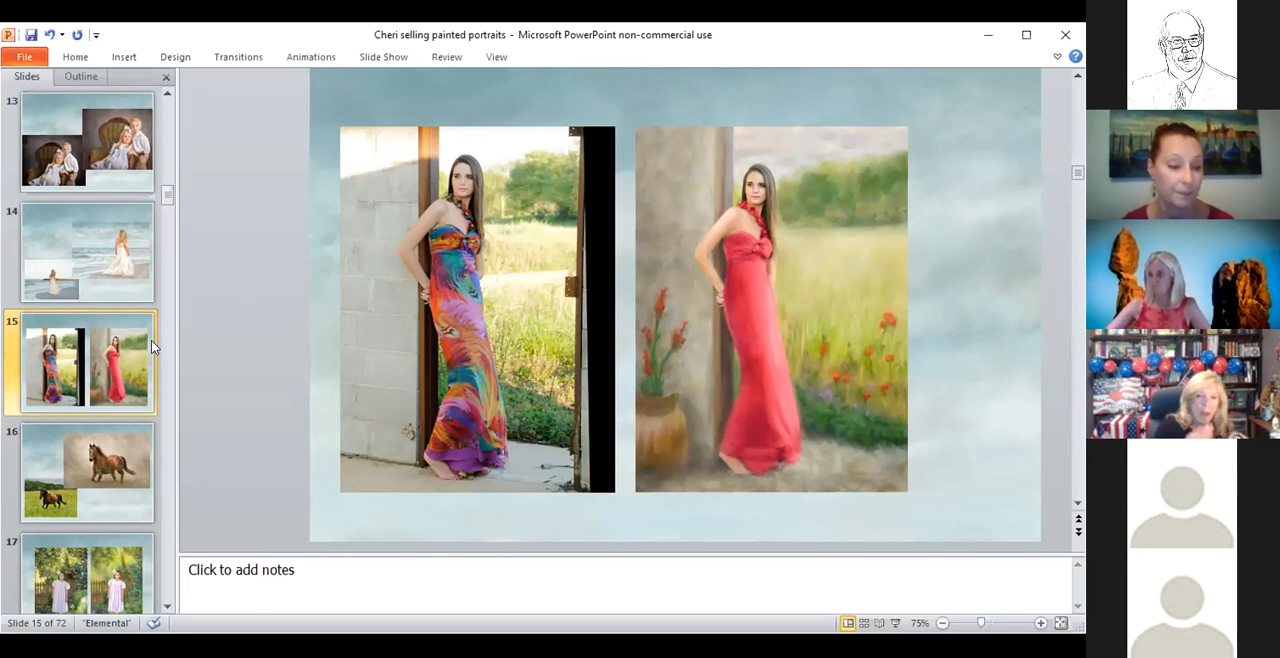 Cheri selling painted portraits - Microsoft PowerPoint non-commercial use
File Home Insert Design Transitions Animations Slide Show Review View
Slides Outline
13
14
15
16
17
Click to add notes
Slide 15 of 72 "Elemental" 75%